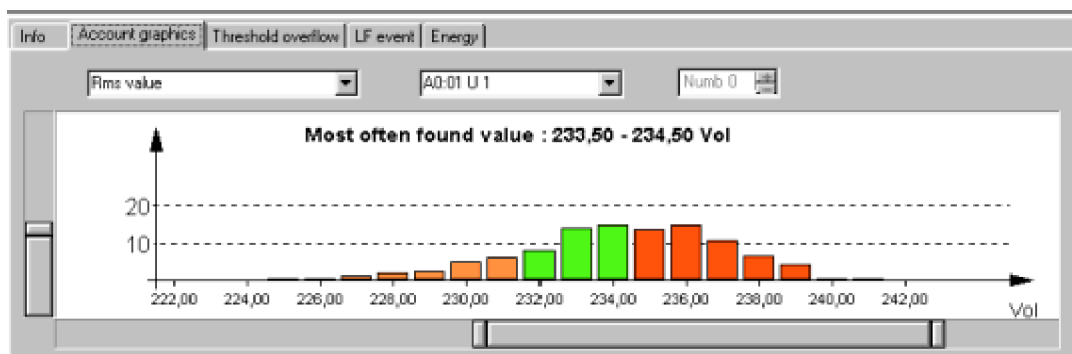 Info Account graphics Threshold overflow LF event Energy
Rms value A0:01 U 1 Numb 0
Most often found value : 233,50 - 234,50 Vol
20
10
222,00 224,00 226,00 228,00 230,00 232,00 234,00 236,00 238,00 240,00 242,00
Vol